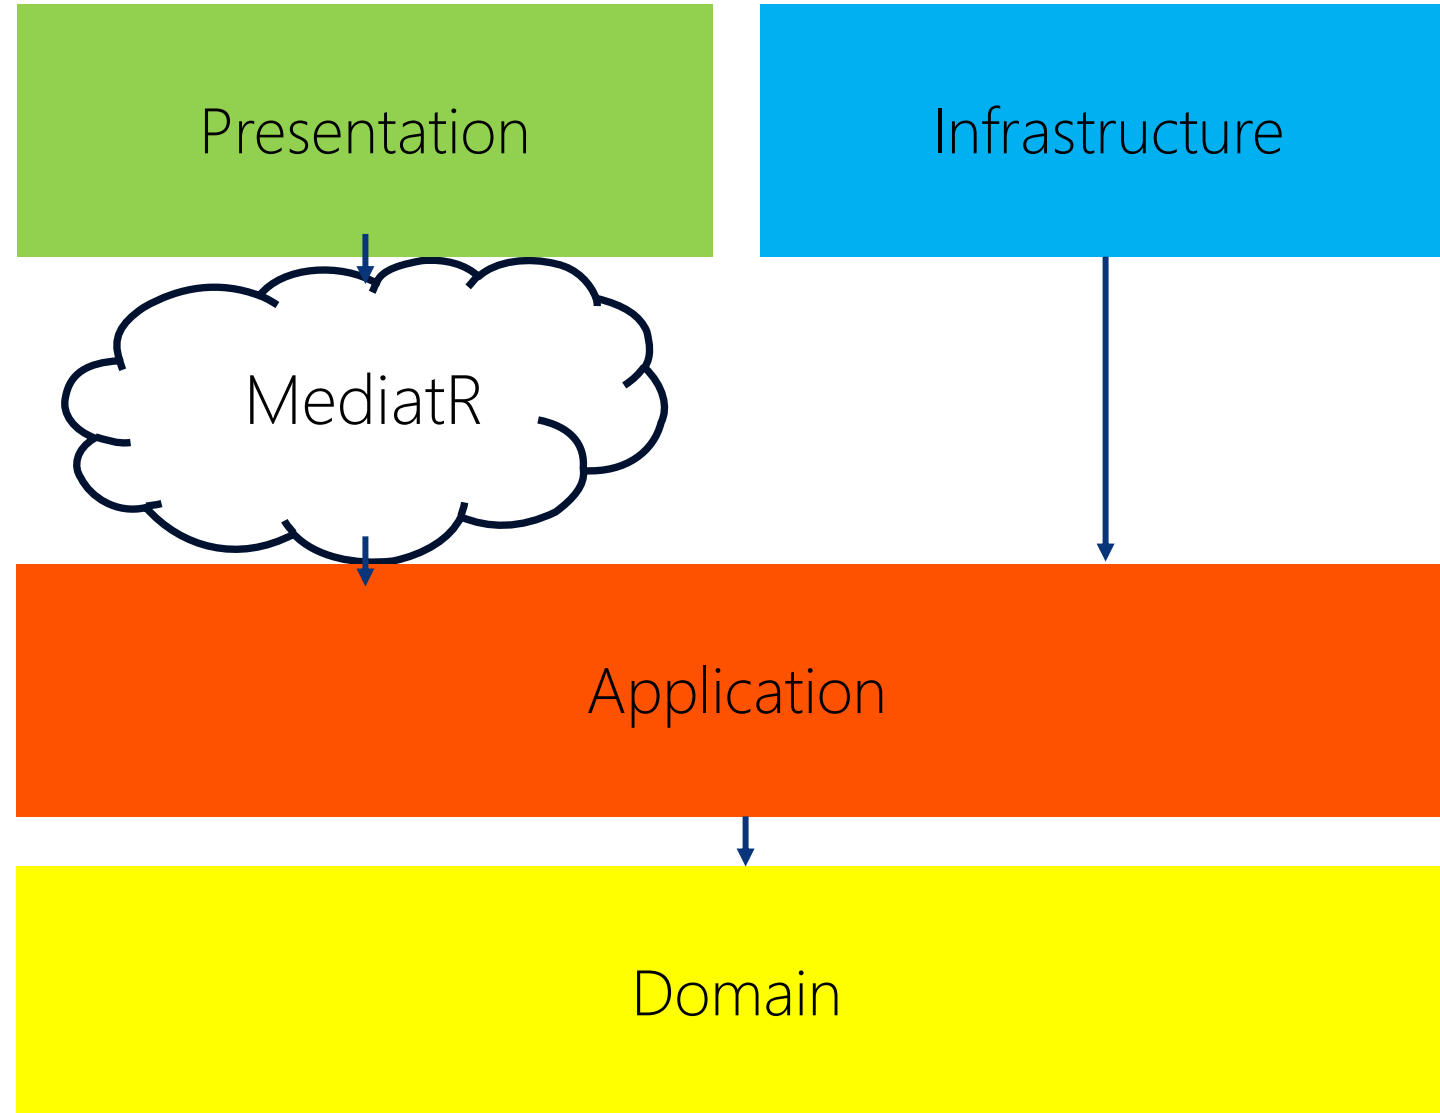 Presentation
Infrastructure
MediatR
Application
Domain